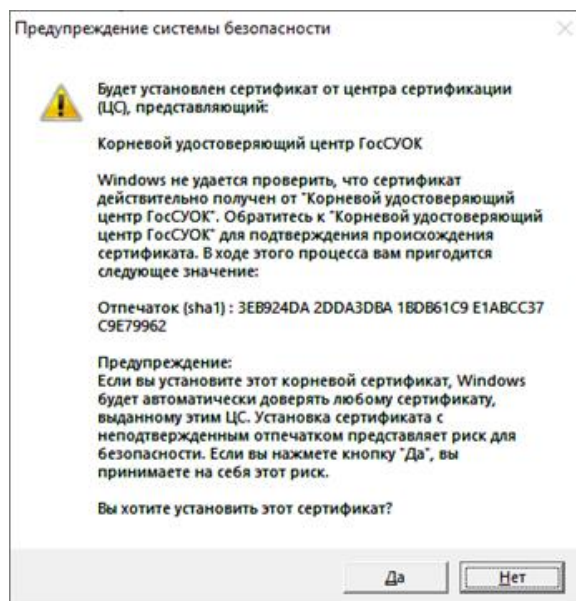 Предупреждение системы безопасности
Будет установлен сертификат от центра сертификации
(ЦС), представляющий:
Корневой удостоверяющий центр ГосСУОК
Windows не удается проверить, что сертификат
действительно получен от "Корневой удостоверяющий
центр ГосСУОК". Обратитесь к "Корневой удостоверяющий
центр ГосСУОК" для подтверждения происхождения
сертификата. В ходе этого процесса вам пригодится
следующее значение:
Отпечаток (sha1) : 3EB924DA 2DDA3DBA 1BDB61C9 E1ABCC37
C9E79962
Предупреждение:
Если вы установите этот корневой сертификат, Windows
будет автоматически доверять любому сертификату,
выданному этим ЦС. Установка сертификата с
неподтвержденным отпечатком представляет риск для
безопасности. Если вы нажмете кнопку "Да", вы
принимаете на себя этот риск.
Вы хотите установить этот сертификат?
Да
Нет